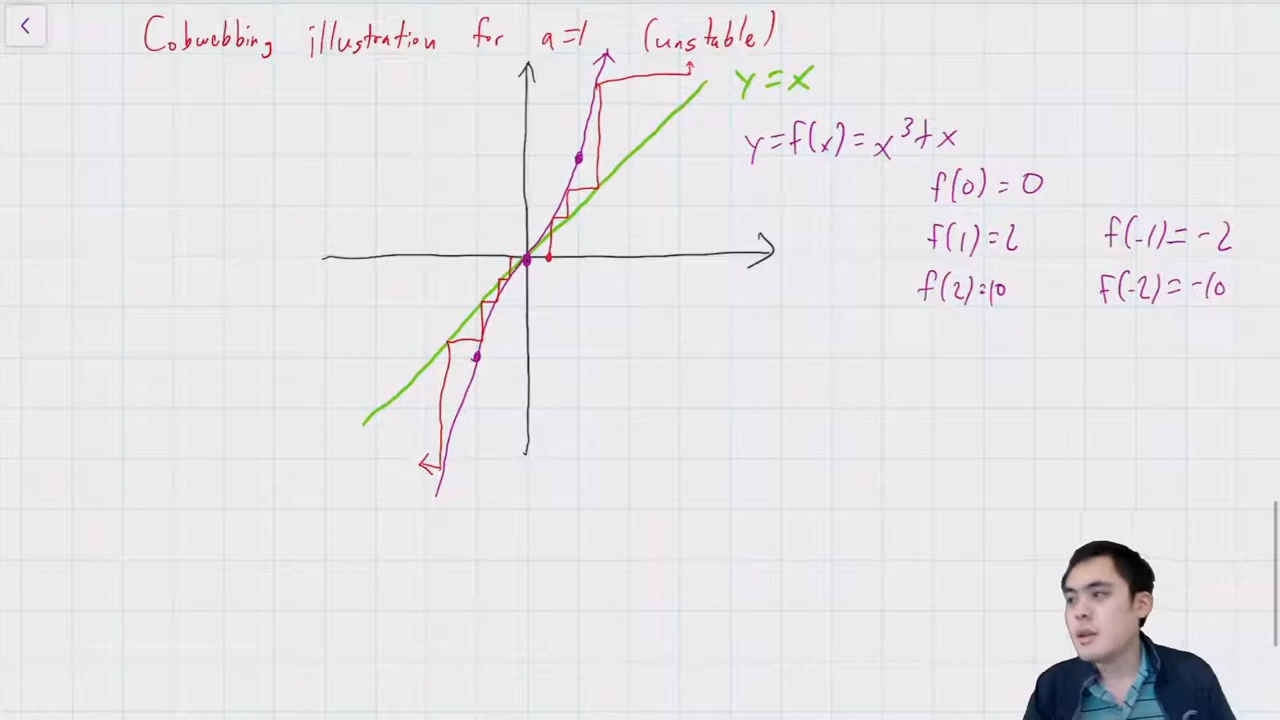 Cobwebbing illustration for a=1 (unstable)
y=x
y=f(x)=x³+x
f(0)=0
f(1)=2 f(-1)=-2
f(2)=10 f(-2)=-10